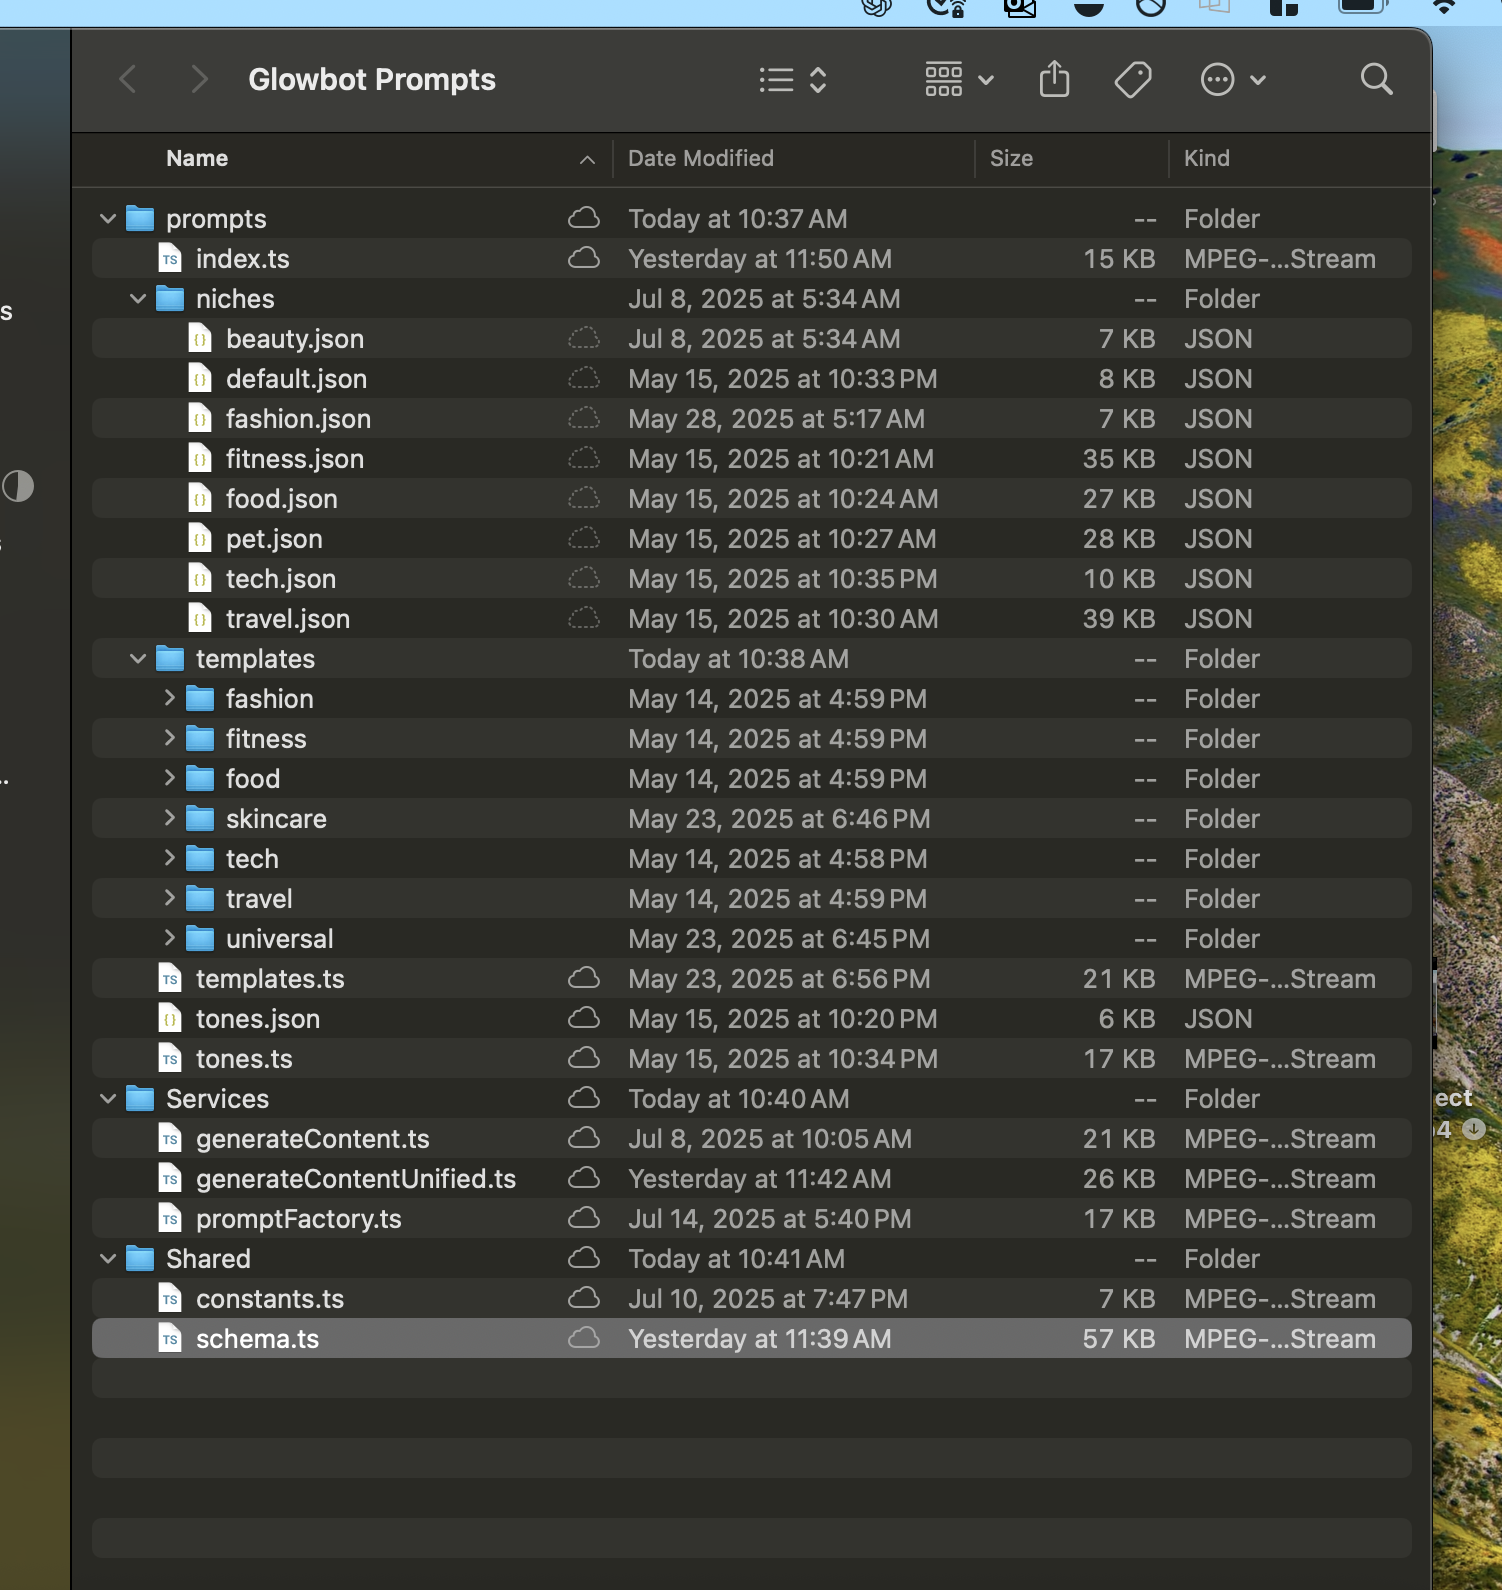 Glowbot Prompts
Name Date Modified Size Kind
prompts Today at 10:37 AM -- Folder
TS index.ts Yesterday at 11:50 AM 15 KB MPEG-...Stream
niches Jul 8, 2025 at 5:34 AM -- Folder
{} beauty.json Jul 8, 2025 at 5:34 AM 7 KB JSON
{} default.json May 15, 2025 at 10:33 PM 8 KB JSON
{} fashion.json May 28, 2025 at 5:17 AM 7 KB JSON
{} fitness.json May 15, 2025 at 10:21 AM 35 KB JSON
{} food.json May 15, 2025 at 10:24 AM 27 KB JSON
{} pet.json May 15, 2025 at 10:27 AM 28 KB JSON
{} tech.json May 15, 2025 at 10:35 PM 10 KB JSON
{} travel.json May 15, 2025 at 10:30 AM 39 KB JSON
templates Today at 10:38 AM -- Folder
fashion May 14, 2025 at 4:59 PM -- Folder
fitness May 14, 2025 at 4:59 PM -- Folder
food May 14, 2025 at 4:59 PM -- Folder
skincare May 23, 2025 at 6:46 PM -- Folder
tech May 14, 2025 at 4:58 PM -- Folder
travel May 14, 2025 at 4:59 PM -- Folder
universal May 23, 2025 at 6:45 PM -- Folder
TS templates.ts May 23, 2025 at 6:56 PM 21 KB MPEG-...Stream
{} tones.json May 15, 2025 at 10:20 PM 6 KB JSON
TS tones.ts May 15, 2025 at 10:34 PM 17 KB MPEG-...Stream
Services Today at 10:40 AM -- Folder
TS generateContent.ts Jul 8, 2025 at 10:05 AM 21 KB MPEG-...Stream
TS generateContentUnified.ts Yesterday at 11:42 AM 26 KB MPEG-...Stream
TS promptFactory.ts Jul 14, 2025 at 5:40 PM 17 KB MPEG-...Stream
Shared Today at 10:41 AM -- Folder
TS constants.ts Jul 10, 2025 at 7:47 PM 7 KB MPEG-...Stream
TS schema.ts Yesterday at 11:39 AM 57 KB MPEG-...Stream
s
ect
4